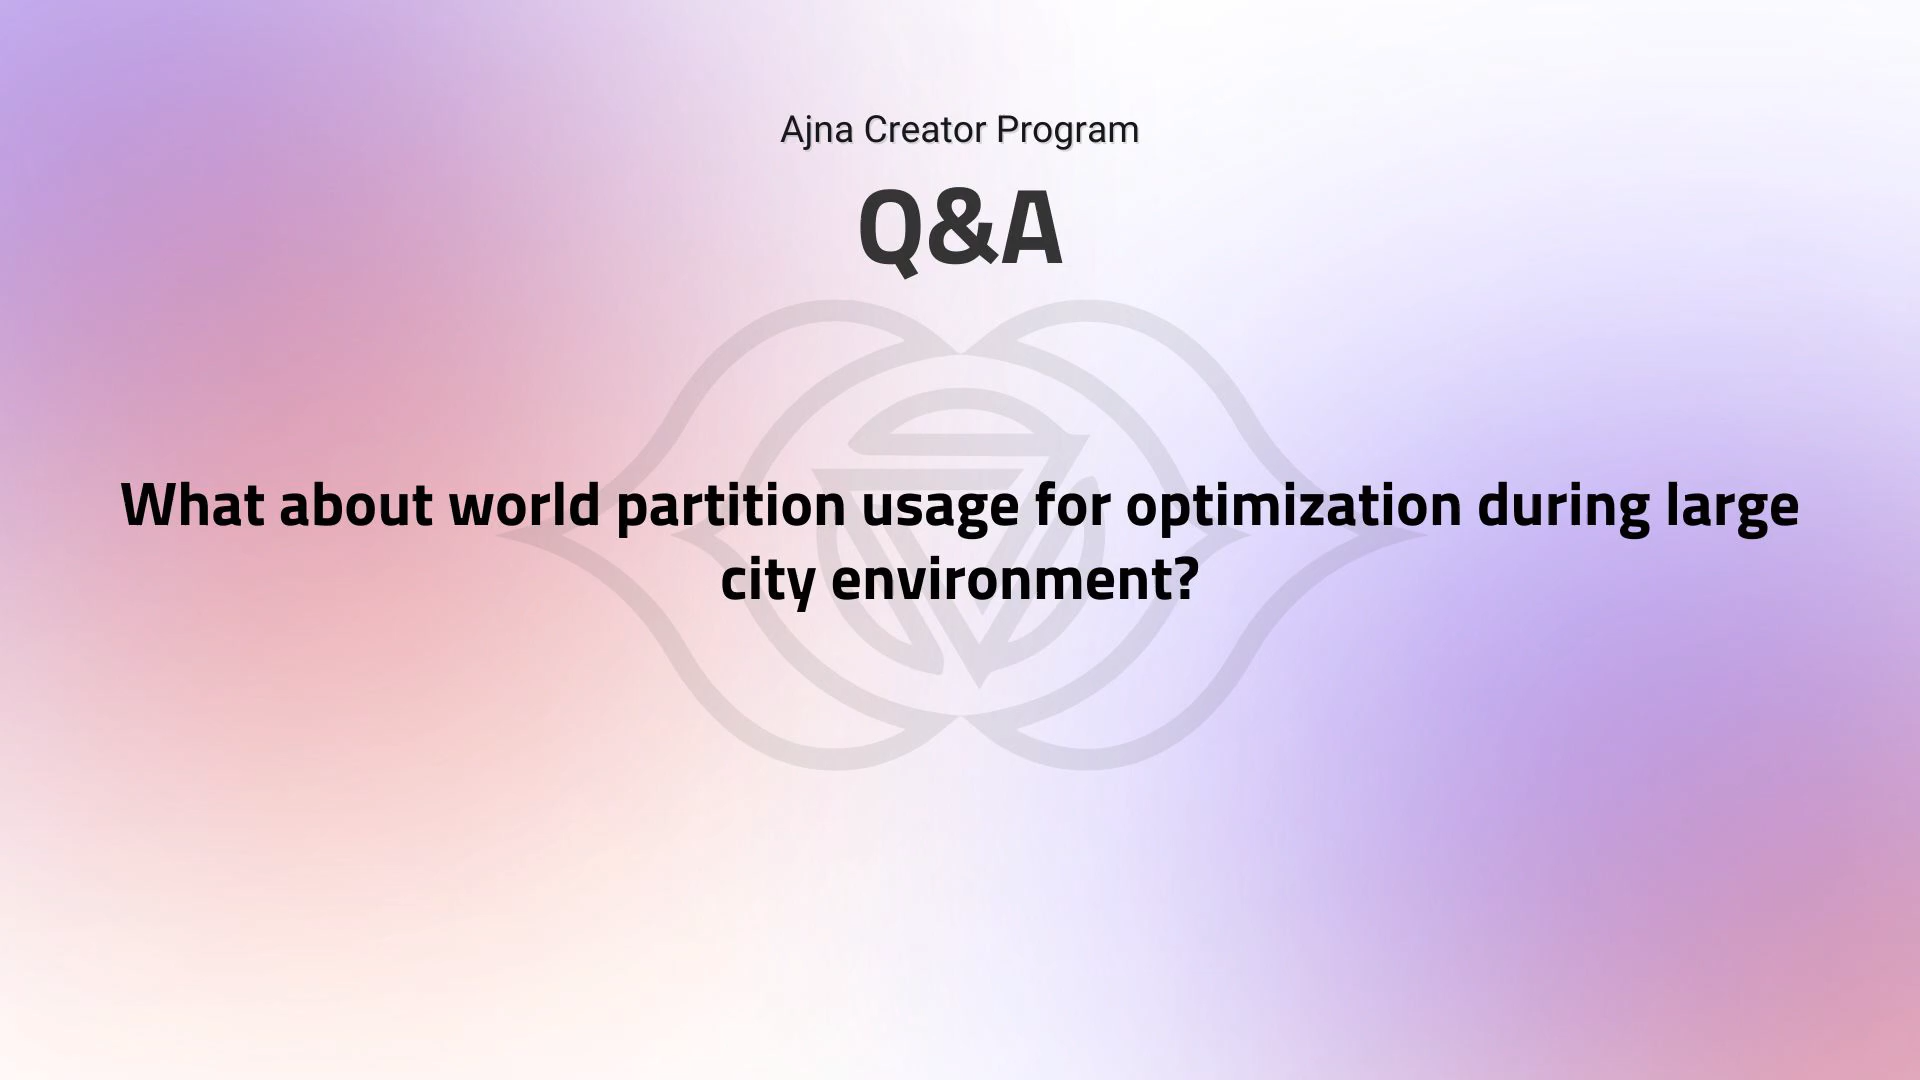 Ajna Creator Program
Q&A
What about world partition usage for optimization during large
city environment?